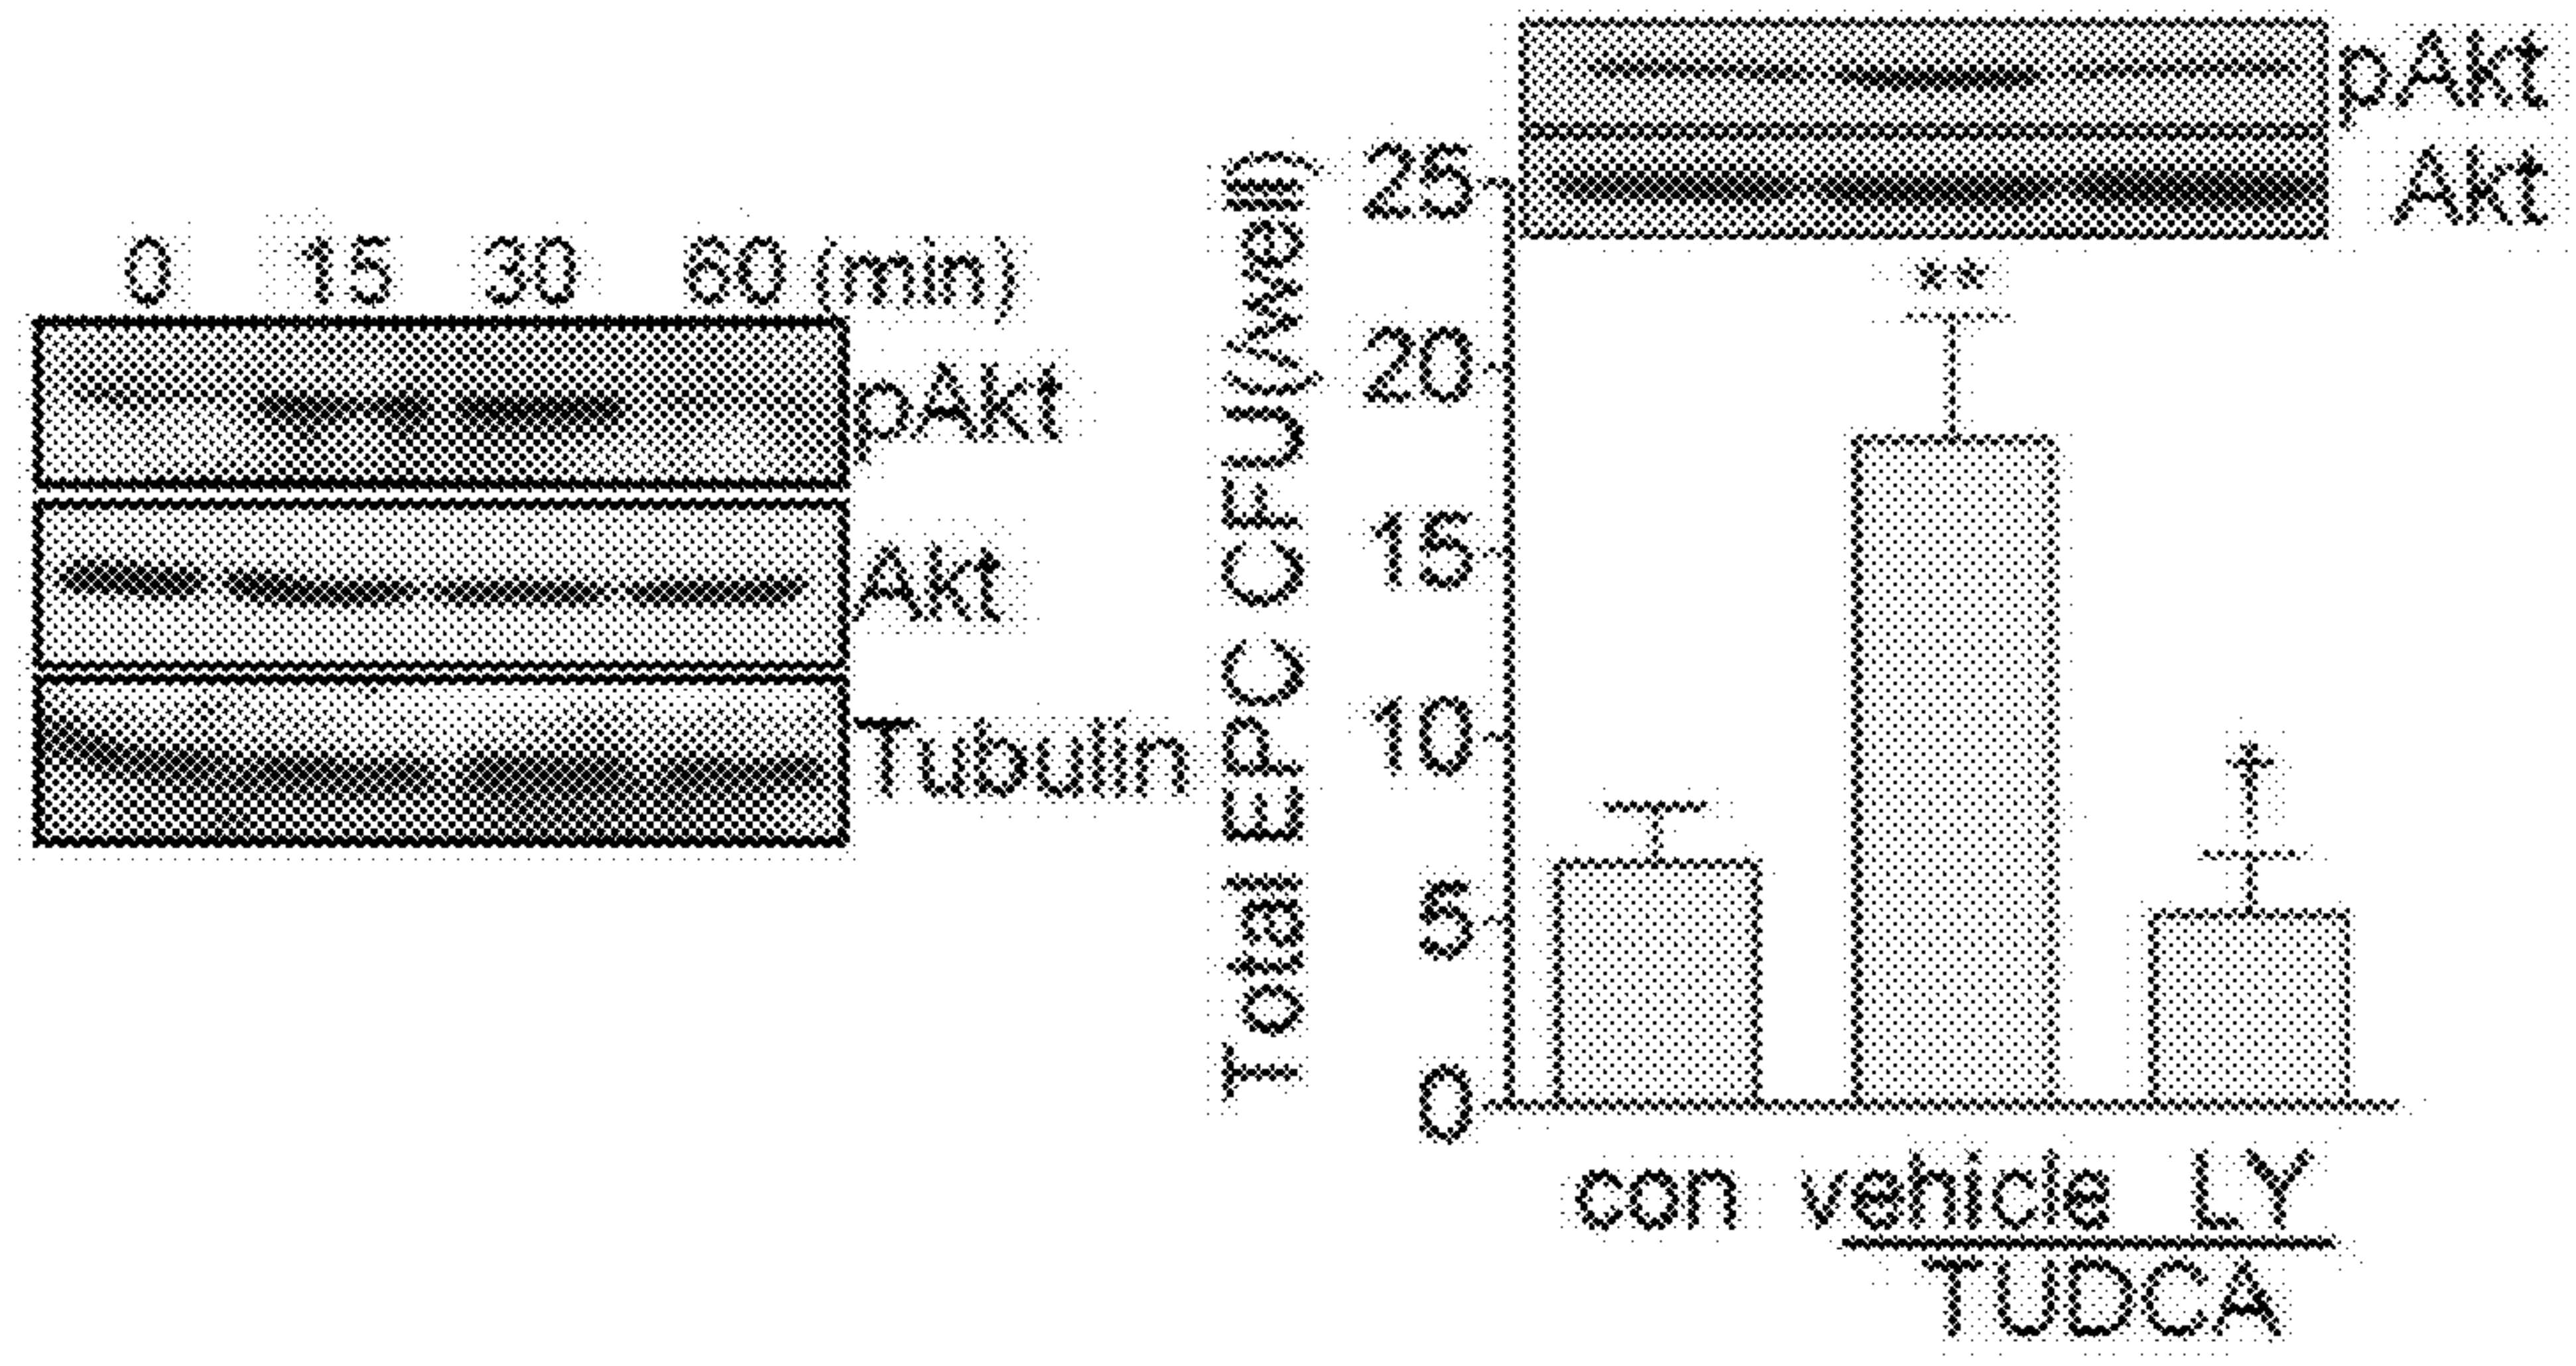 0 15 30 60 (min)
pAkt
Akt
Tubulin
pAkt
Akt
Total EPC CFU(/well)
25
20
15
10
5
0
**
†
con vehicle LY
TUDCA